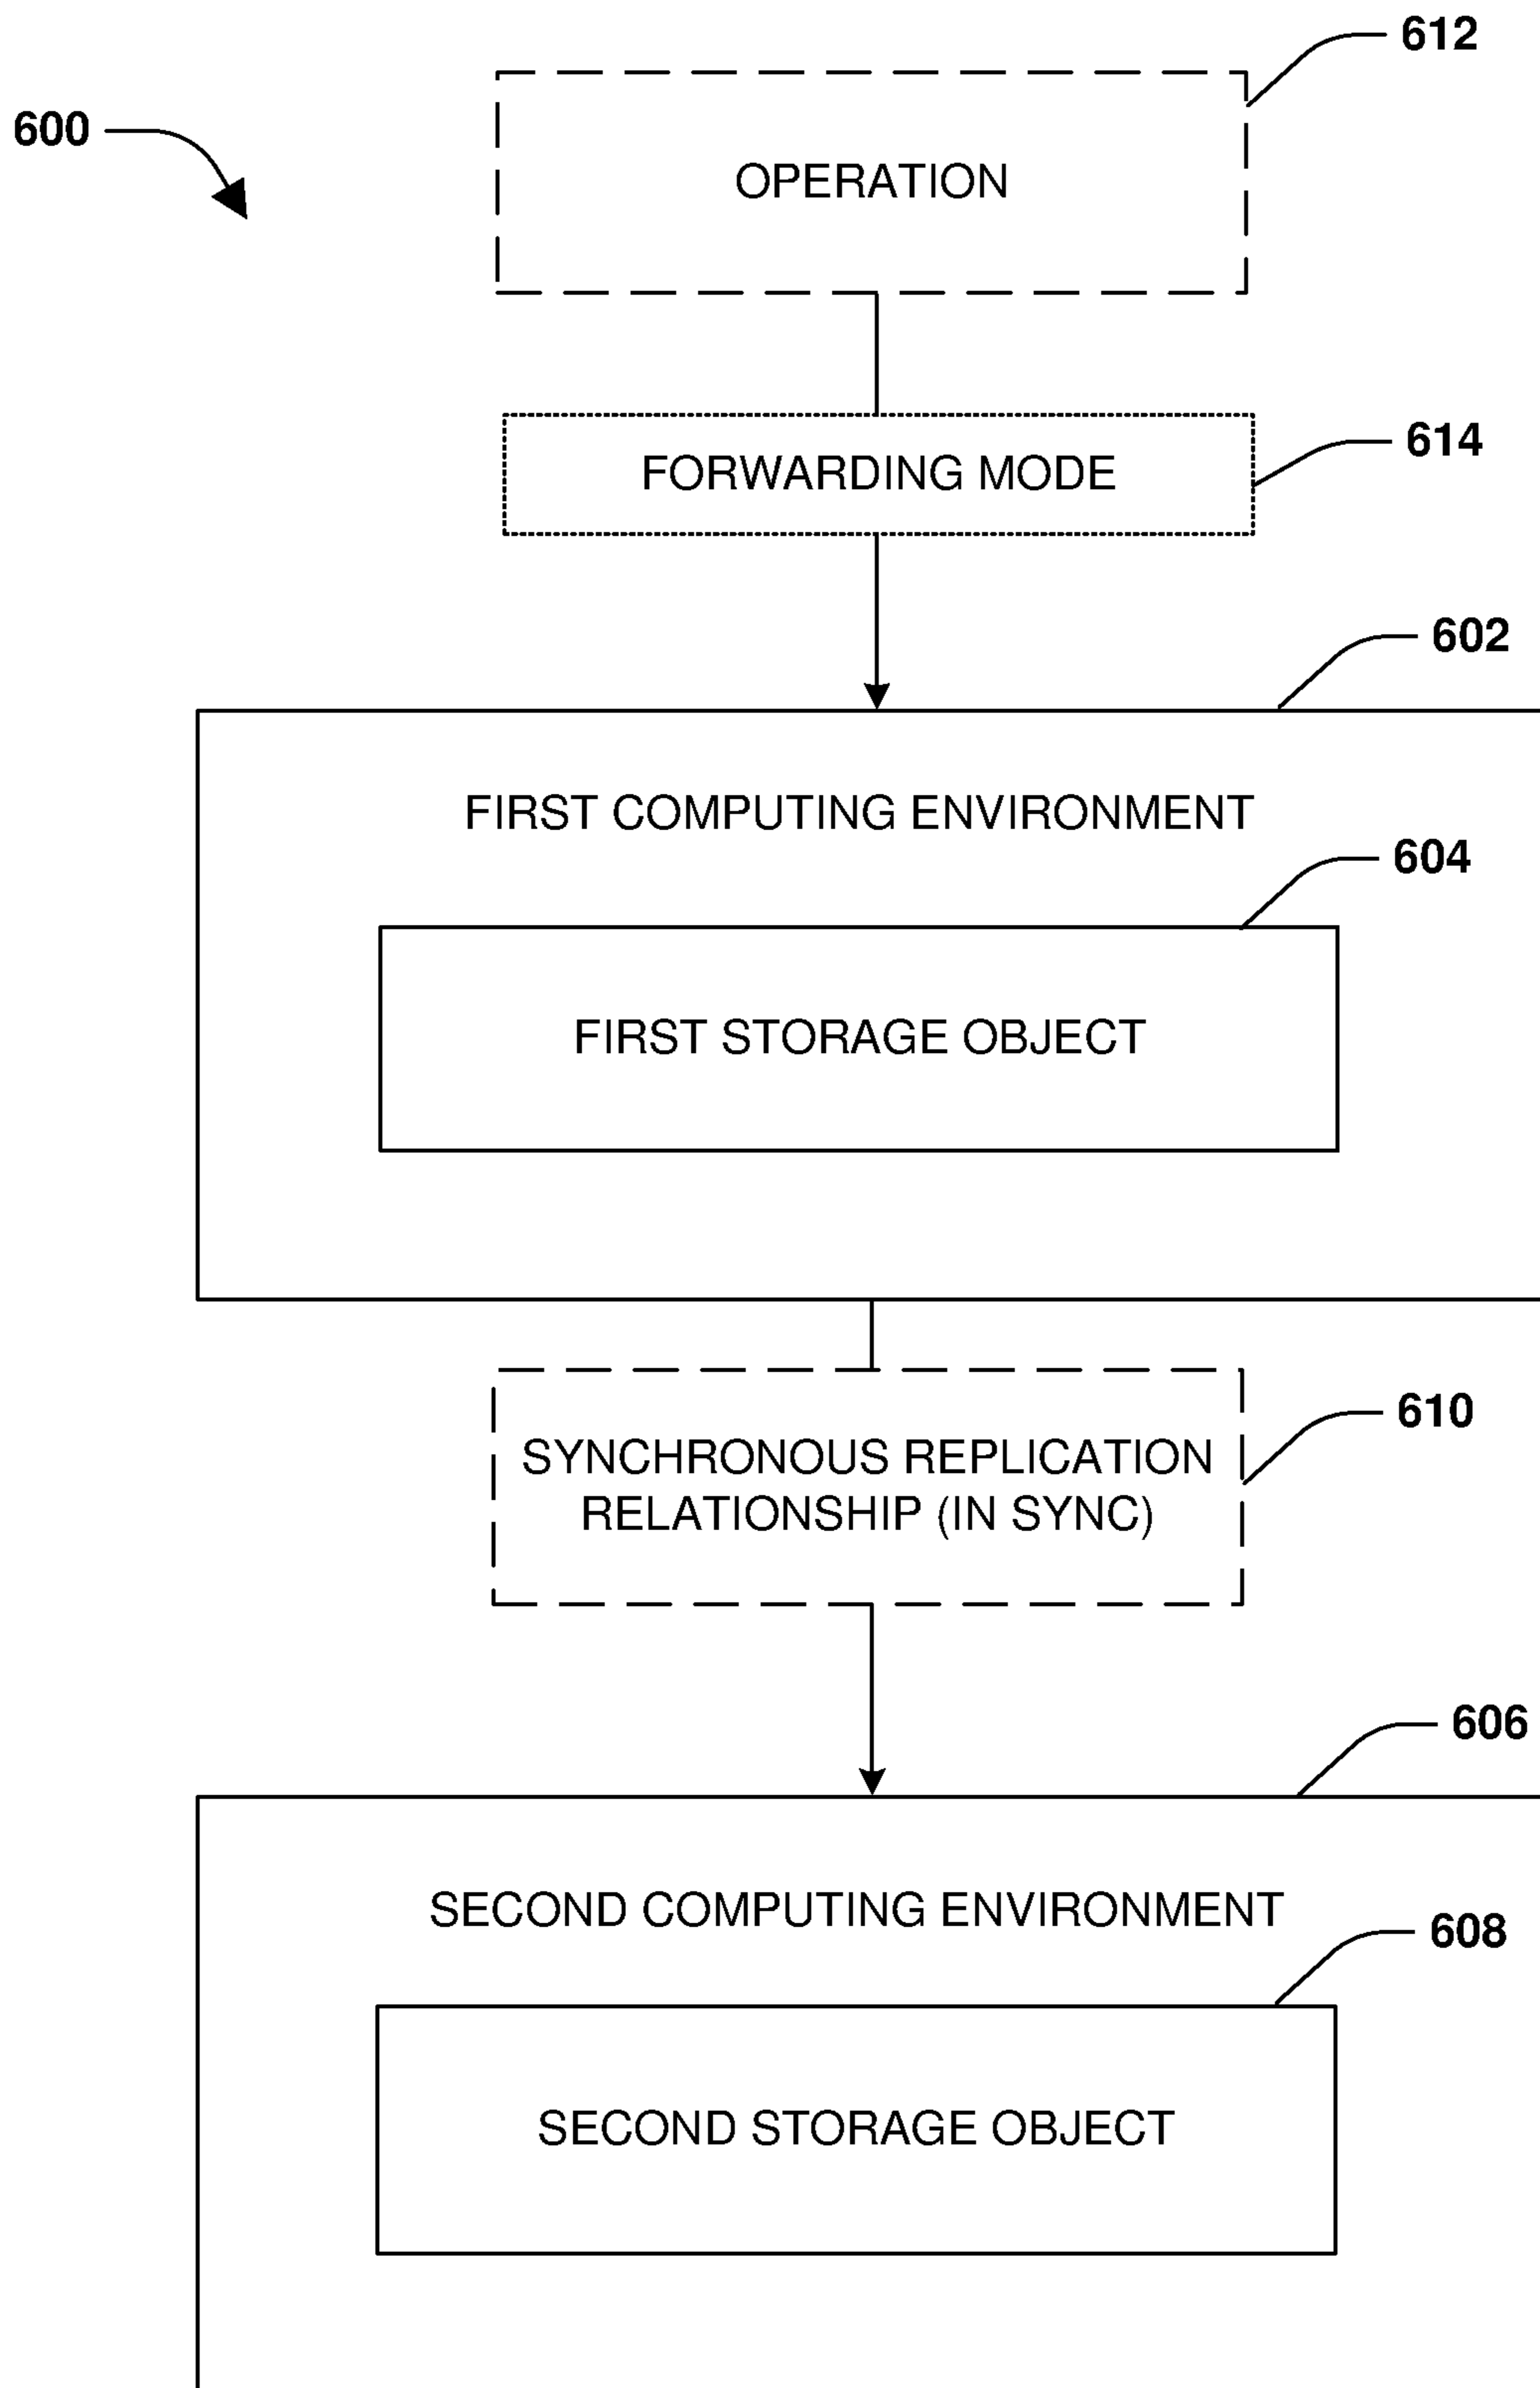 612
600
OPERATION
614
FORWARDING MODE
602
FIRST COMPUTING ENVIRONMENT
604
FIRST STORAGE OBJECT
610
SYNCHRONOUS REPLICATION
RELATIONSHIP (IN SYNC)
606
SECOND COMPUTING ENVIRONMENT
608
SECOND STORAGE OBJECT